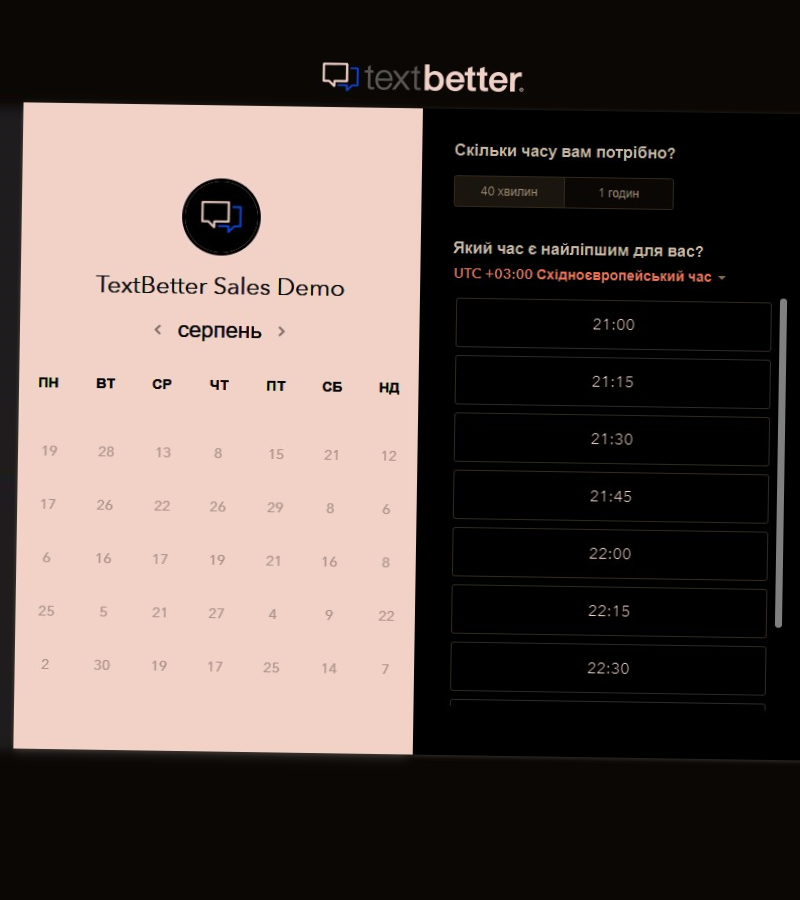 textbetter.
TextBetter Sales Demo
серпень
ПН ВТ СР ЧТ ПТ СБ НД
19 28 13 8 15 21 12
17 26 22 26 29 8 6
6 16 17 19 21 16 8
25 5 21 27 4 9 22
2 30 19 17 25 14 7
Скільки часу вам потрібно?
40 хвилин 1 годин
Який час є найліпшим для вас?
UTC +03:00 Східноєвропейський час
21:00
21:15
21:30
21:45
22:00
22:15
22:30